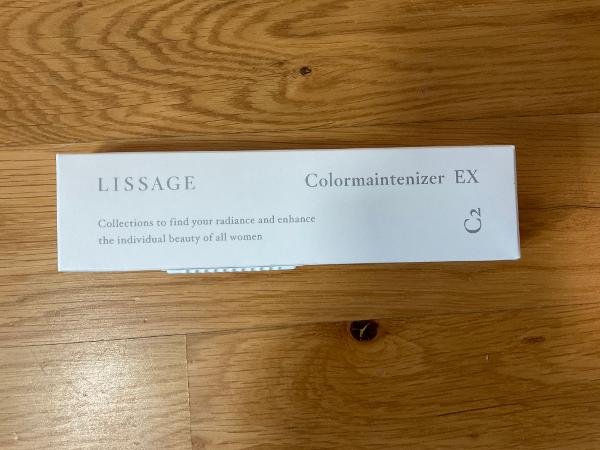 LISSAGE
Colormaintenizer EX
Collections to find your radiance and enhance
the individual beauty of all women
C2